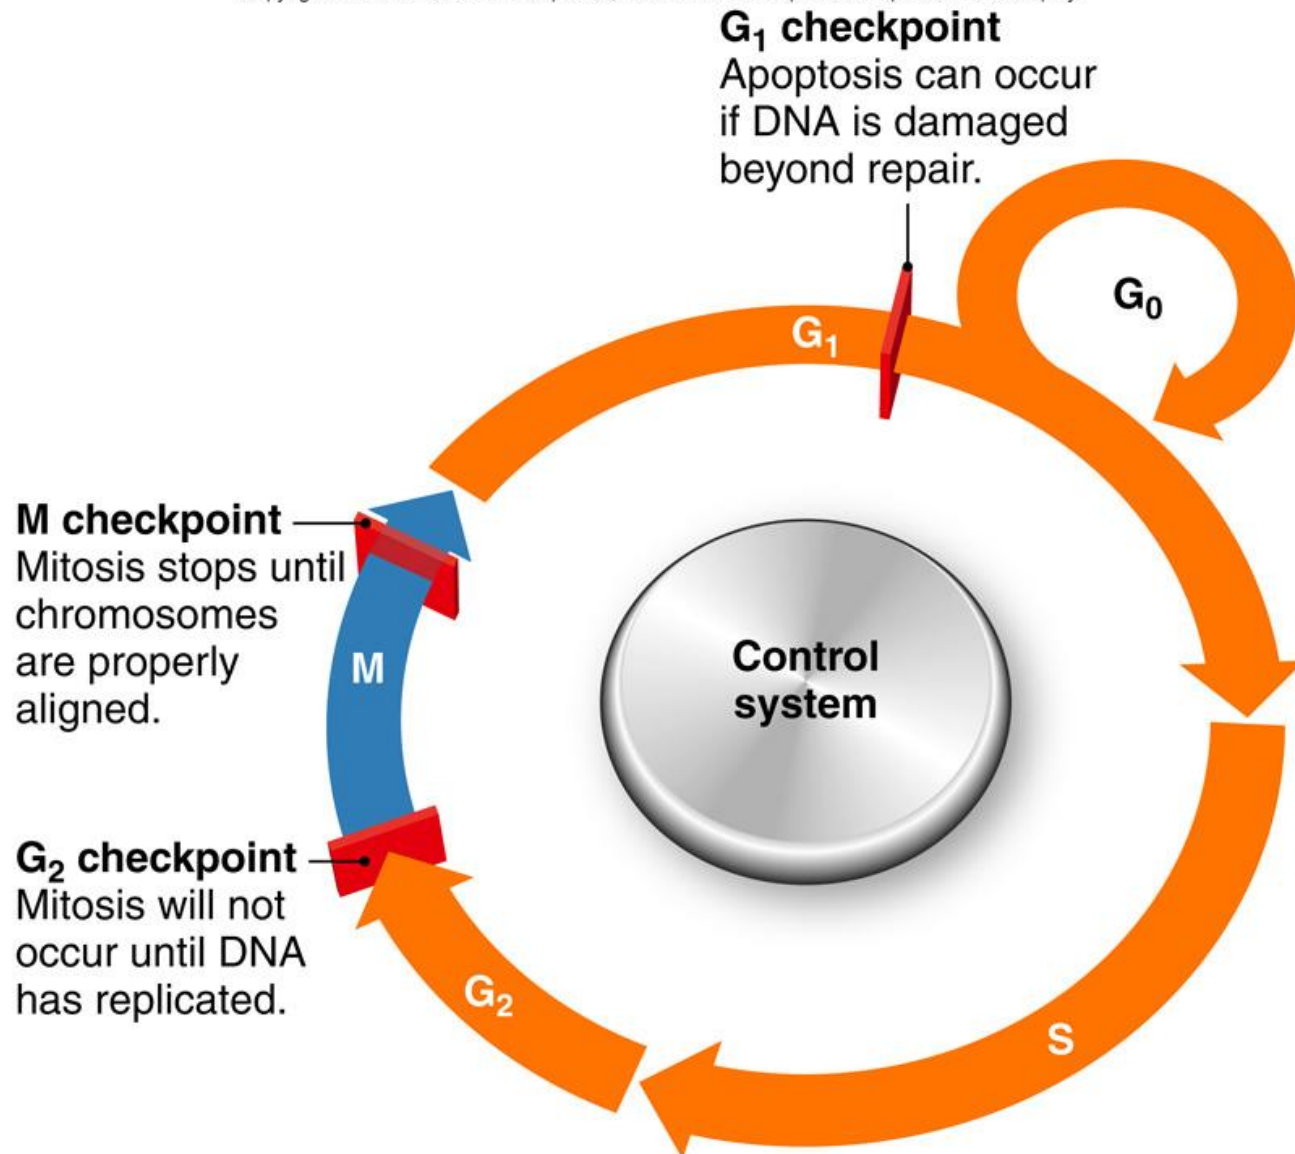 G₁ checkpoint
Apoptosis can occur
if DNA is damaged
beyond repair.
G₀
G₁
M checkpoint
Mitosis stops until
chromosomes
are properly
aligned.
M
Control
system
G₂ checkpoint
Mitosis will not
occur until DNA
has replicated.
G₂
S